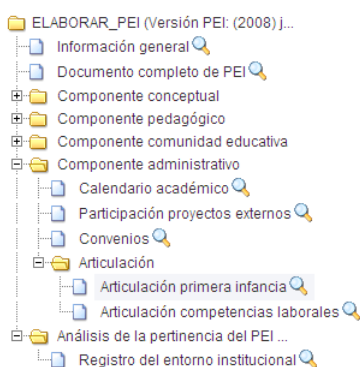 ELABORAR_PEI (Versión PEI: (2008) j...
Información general
Documento completo de PEI
Componente conceptual
Componente pedagógico
Componente comunidad educativa
Componente administrativo
Calendario académico
Participación proyectos externos
Convenios
Articulación
Articulación primera infancia
Articulación competencias laborales
Análisis de la pertinencia del PEI ...
Registro del entorno institucional